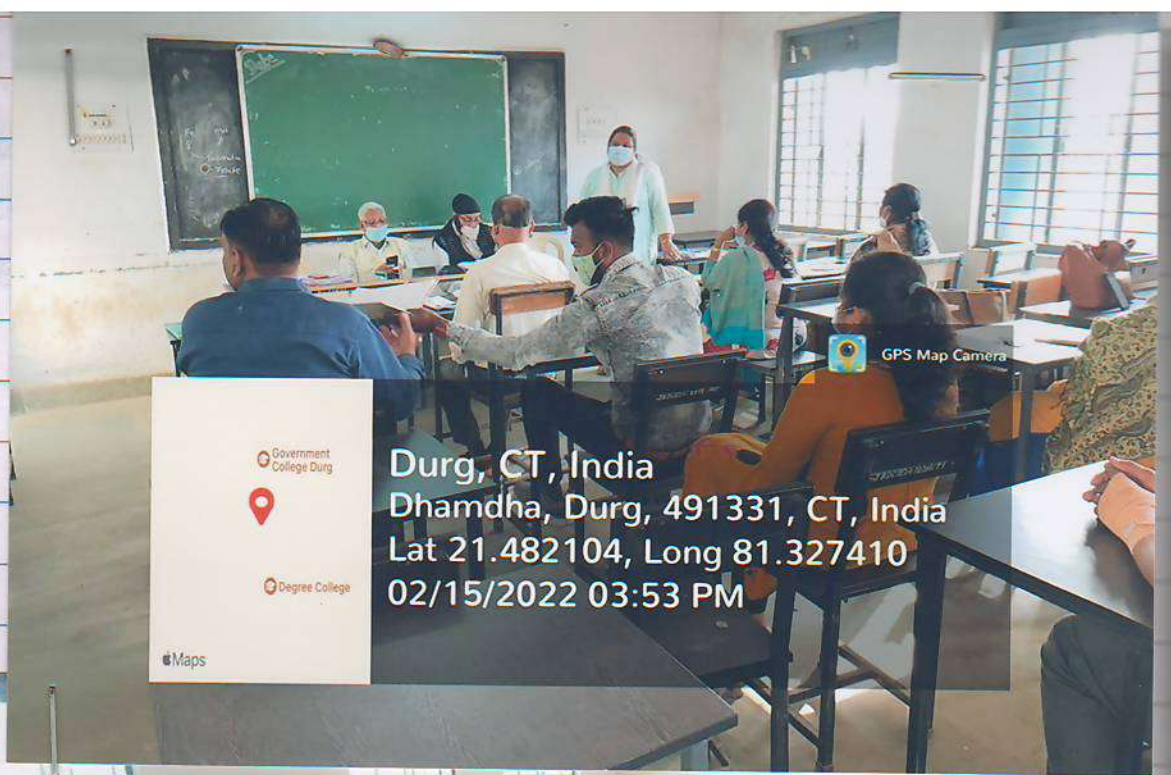 GPS Map Camera
Government
College Durg
Degree College
Maps
Durg, CT, India
Dhamdha, Durg, 491331, CT, India
Lat 21.482104, Long 81.327410
02/15/2022 03:53 PM